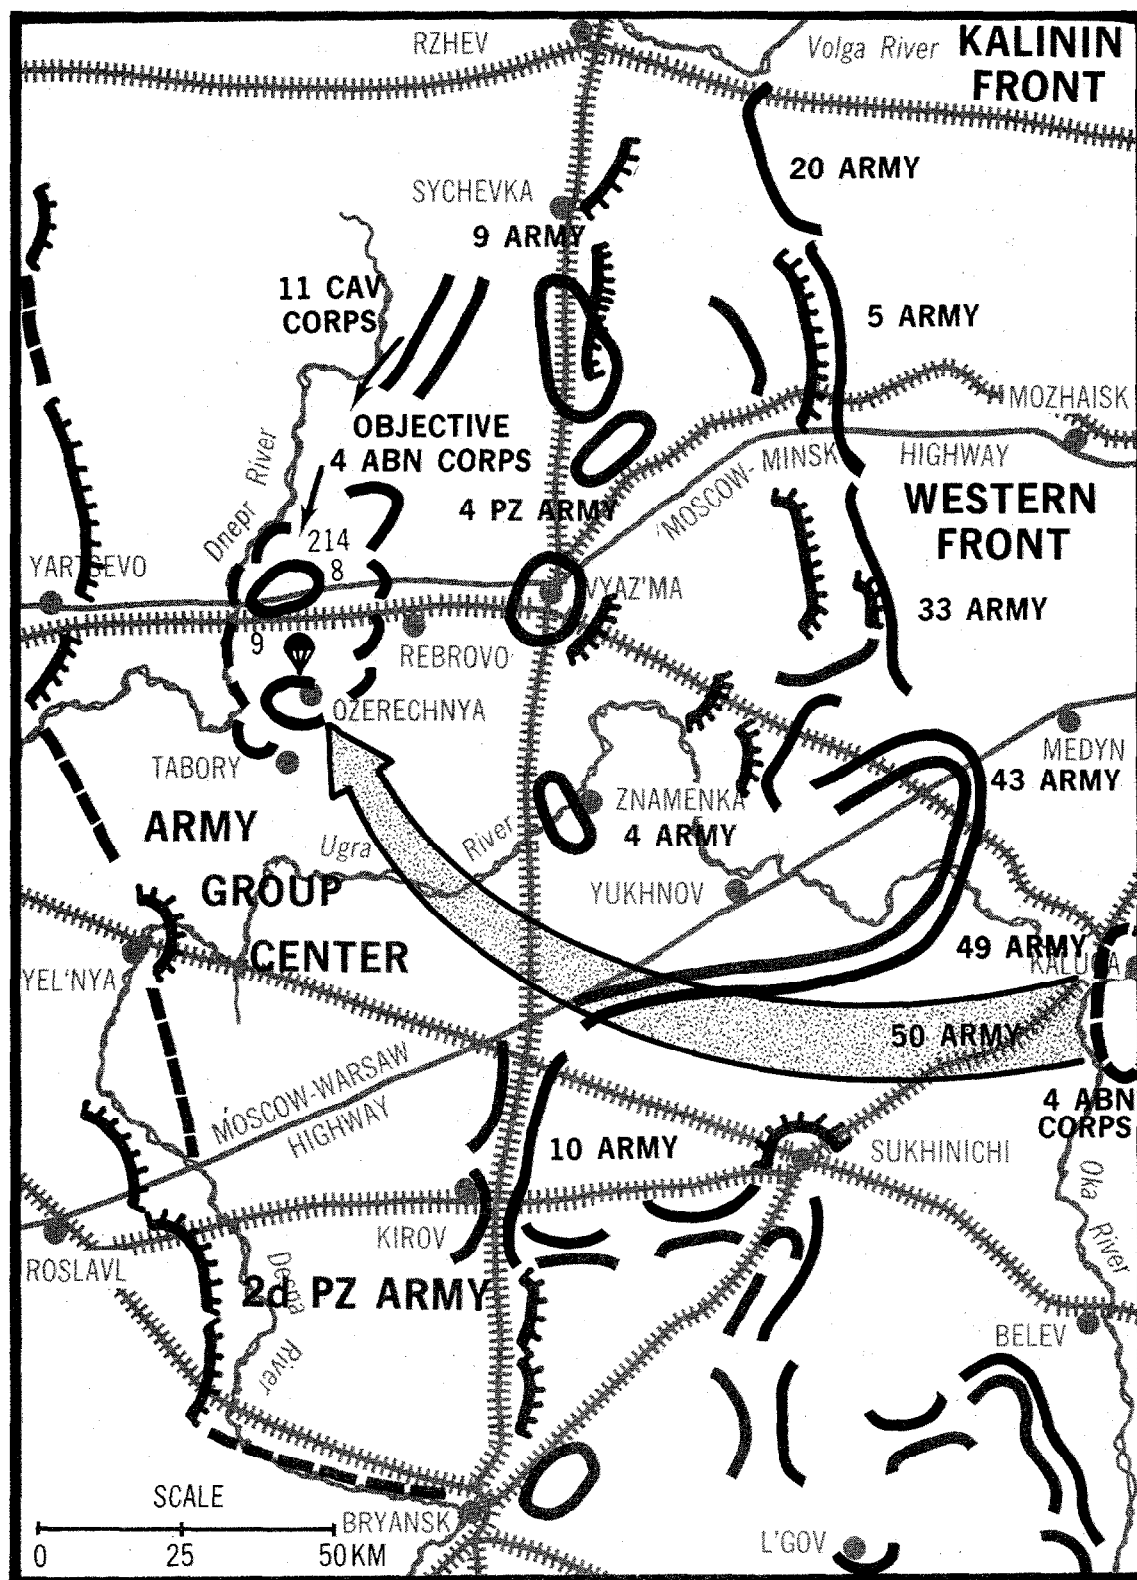 RZHEV
Volga River
KALININ
FRONT
20 ARMY
SYCHEVKA
9 ARMY
11 CAV
CORPS
5 ARMY
MOZHAISK
OBJECTIVE
4 ABN CORPS
Dnepr River
MOSCOW-MINSK HIGHWAY
4 PZ ARMY
WESTERN
FRONT
214
8
YARTSEVO
VYAZ'MA
33 ARMY
9
REBROVO
OZERECHNYA
TABORY
MEDYN
43 ARMY
ZNAMENKA
4 ARMY
ARMY
GROUP
CENTER
Ugra River
YUKHNOV
49 ARMY
KALUGA
YEL'NYA
50 ARMY
MOSCOW-WARSAW
HIGHWAY
4 ABN
CORPS
10 ARMY
SUKHINICHI
Oka River
KIROV
ROSLAVL
Desna River
2d PZ ARMY
BELEV
SCALE
BRYANSK
L'GOV
0 25 50KM